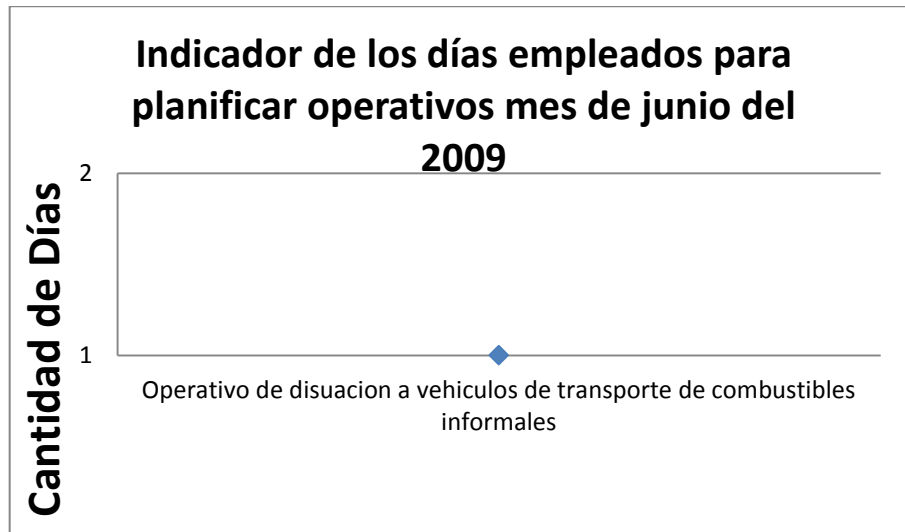 Indicador de los días empleados para
planificar operativos mes de junio del
2009
Cantidad de Días
2
1
Operativo de disuacion a vehiculos de transporte de combustibles
informales